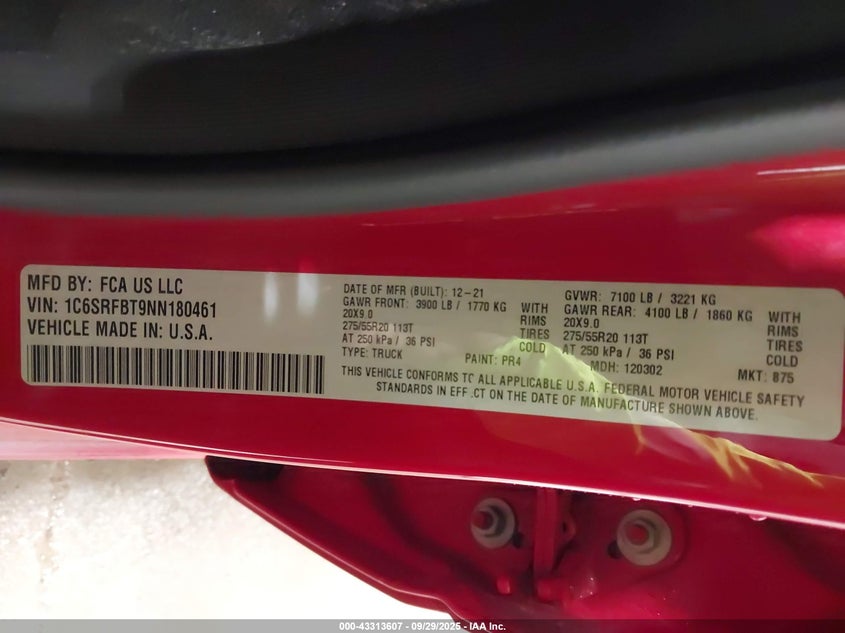 MFD BY: FCA US LLC
VIN: 1C6SRFBT9NN180461
VEHICLE MADE IN: U.S.A.
DATE OF MFR (BUILT): 12-21
GAWR FRONT: 3900 LB / 1770 KG WITH
20X9.0 RIMS
275/55R20 113T TIRES
AT 250 kPa / 36 PSI COLD
TYPE: TRUCK PAINT: PR4
GVWR: 7100 LB / 3221 KG
GAWR REAR: 4100 LB / 1860 KG WITH
20X9.0 RIMS
275/55R20 113T TIRES
AT 250 kPa / 36 PSI COLD
MDH: 120302 MKT: 875
THIS VEHICLE CONFORMS TO ALL APPLICABLE U.S.A. FEDERAL MOTOR VEHICLE SAFETY
STANDARDS IN EFF.CT ON THE DATE OF MANUFACTURE SHOWN ABOVE.
000-43313607 - 09/29/2025 - IAA Inc.